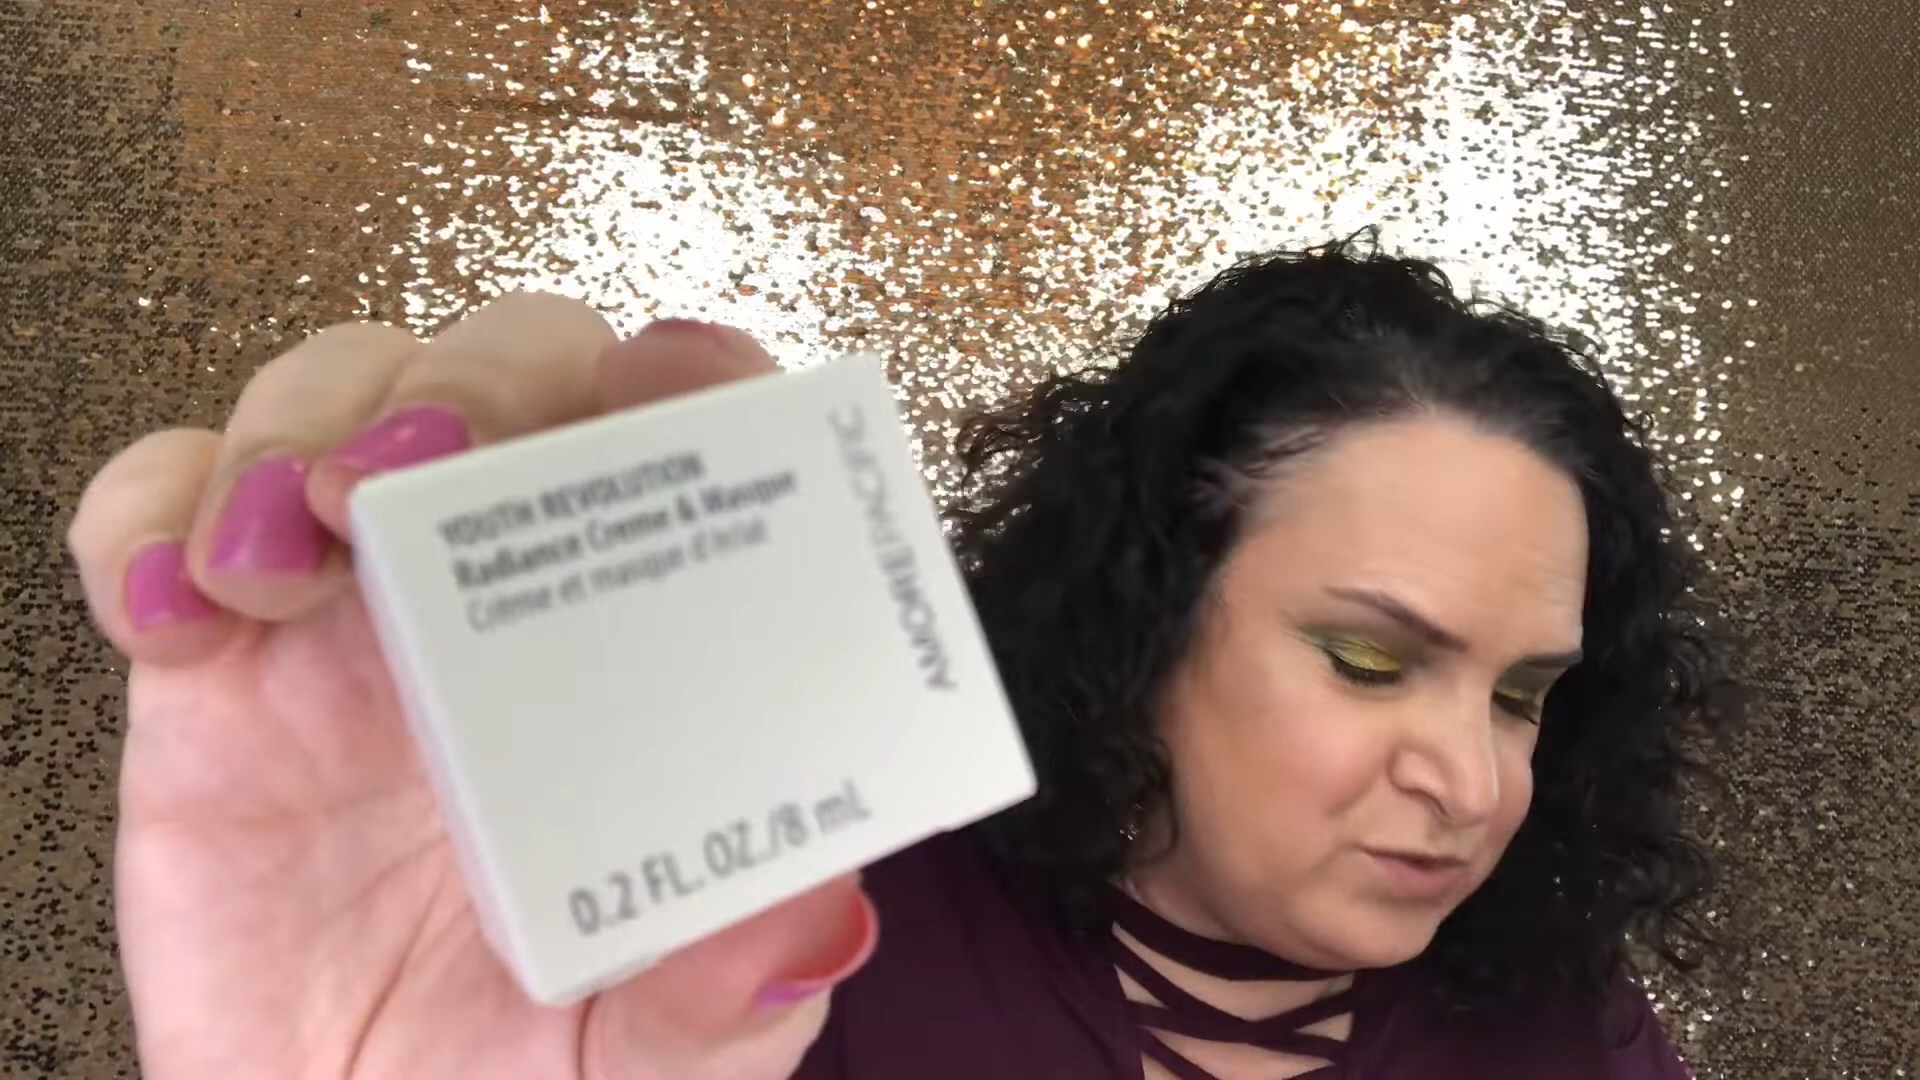 YOUTH REVOLUTION
Radiance Creme & Masque
Crème et masque d'éclat
AMOREPACIFIC
0.2 FL. OZ./8 mL